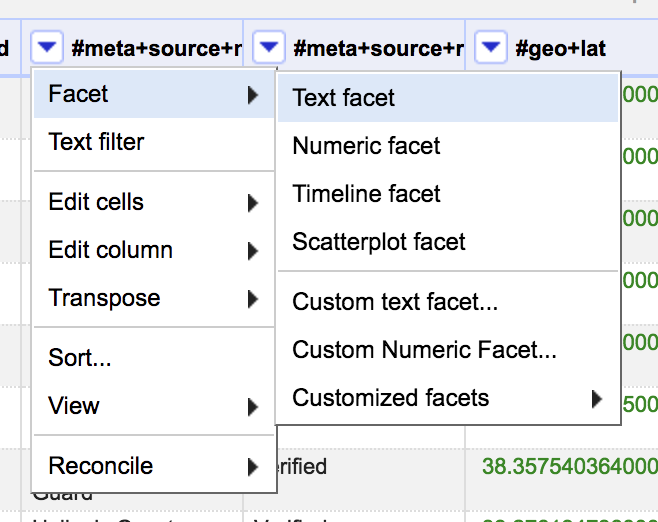 d #meta+source+r #meta+source+r #geo+lat
Facet
Text filter
Edit cells
Edit column
Transpose
Sort...
View
Reconcile
Text facet
Numeric facet
Timeline facet
Scatterplot facet
Custom text facet...
Custom Numeric Facet...
Customized facets
000
000
000
000
000
500
erified 38.357540364000
Guard